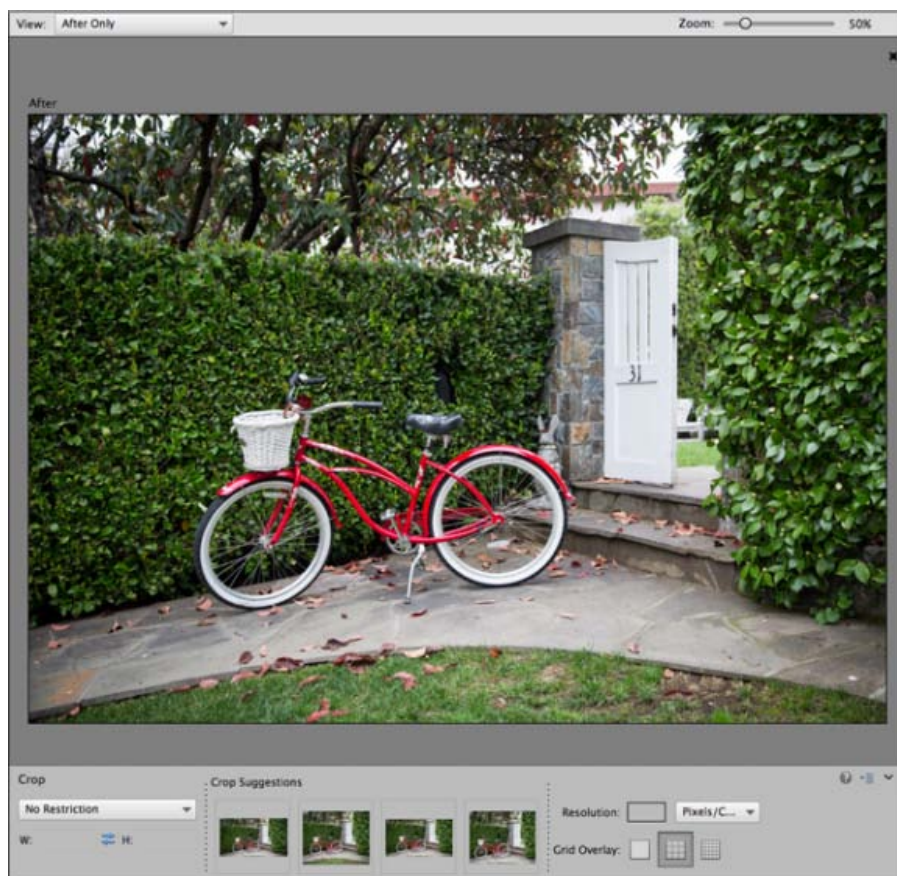 View: After Only Zoom: 50%
After
31
Crop Crop Suggestions
No Restriction Resolution: Pixels/C...
W: H: Grid Overlay: